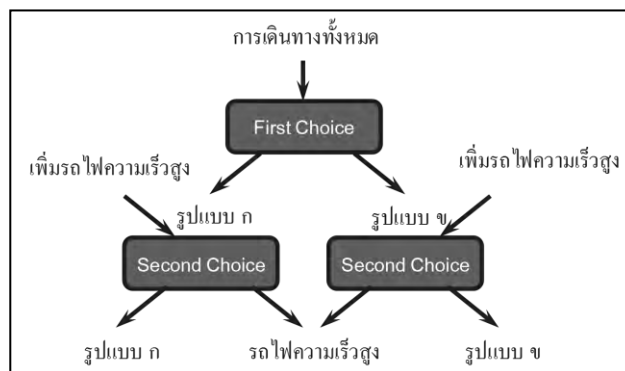 การเดินทางทั้งหมด
First Choice
เพิ่มรถไฟความเร็วสูง
เพิ่มรถไฟความเร็วสูง
รูปแบบ ก
รูปแบบ ข
Second Choice
Second Choice
รูปแบบ ก
รถไฟความเร็วสูง
รูปแบบ ข